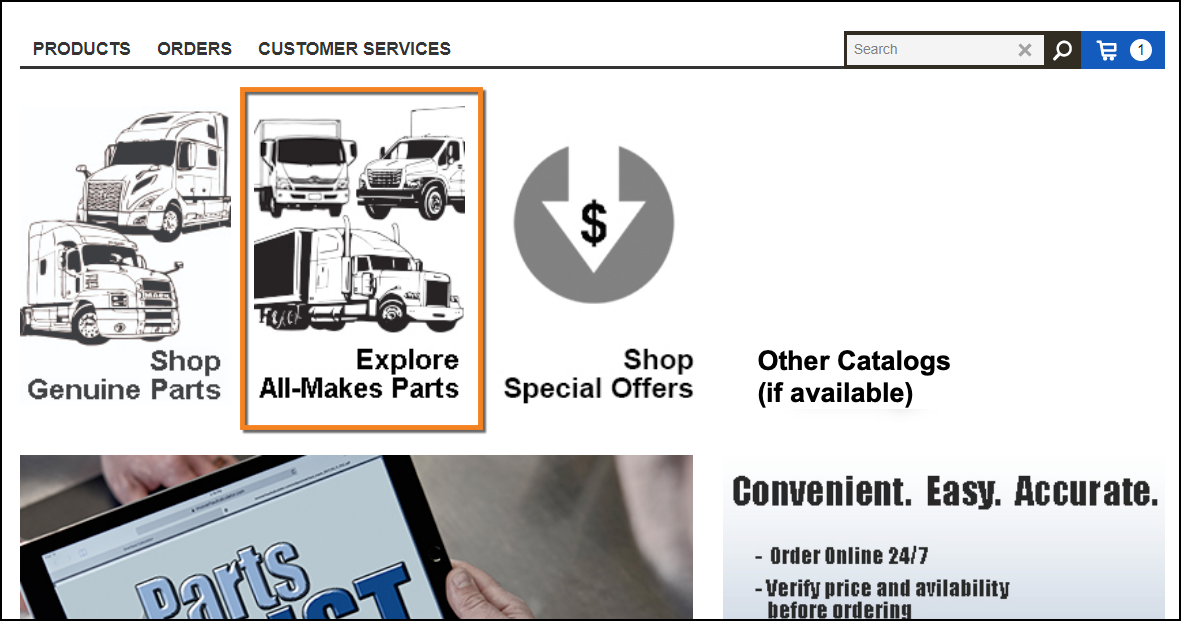 PRODUCTS ORDERS CUSTOMER SERVICES
Search
1
Shop
Genuine Parts
MACK
Explore
All-Makes Parts
$
Shop
Special Offers
Other Catalogs
(if available)
Parts
Convenient. Easy. Accurate.
- Order Online 24/7
- Verify price and avilability
before ordering